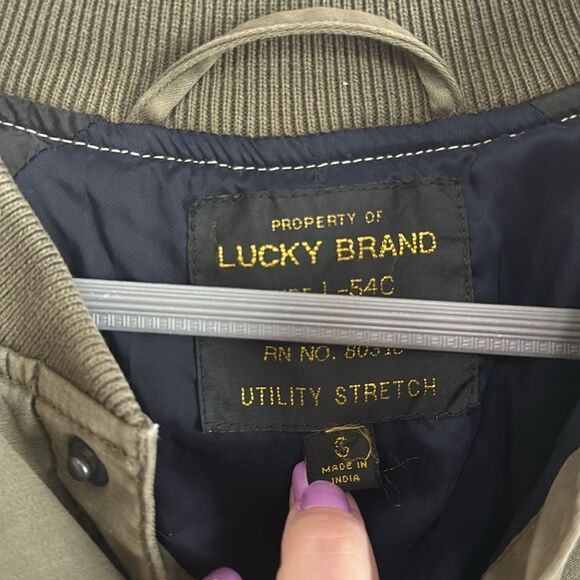 PROPERTY OF
LUCKY BRAND
L-54C
RN NO.
UTILITY STRETCH
S
MADE IN
INDIA